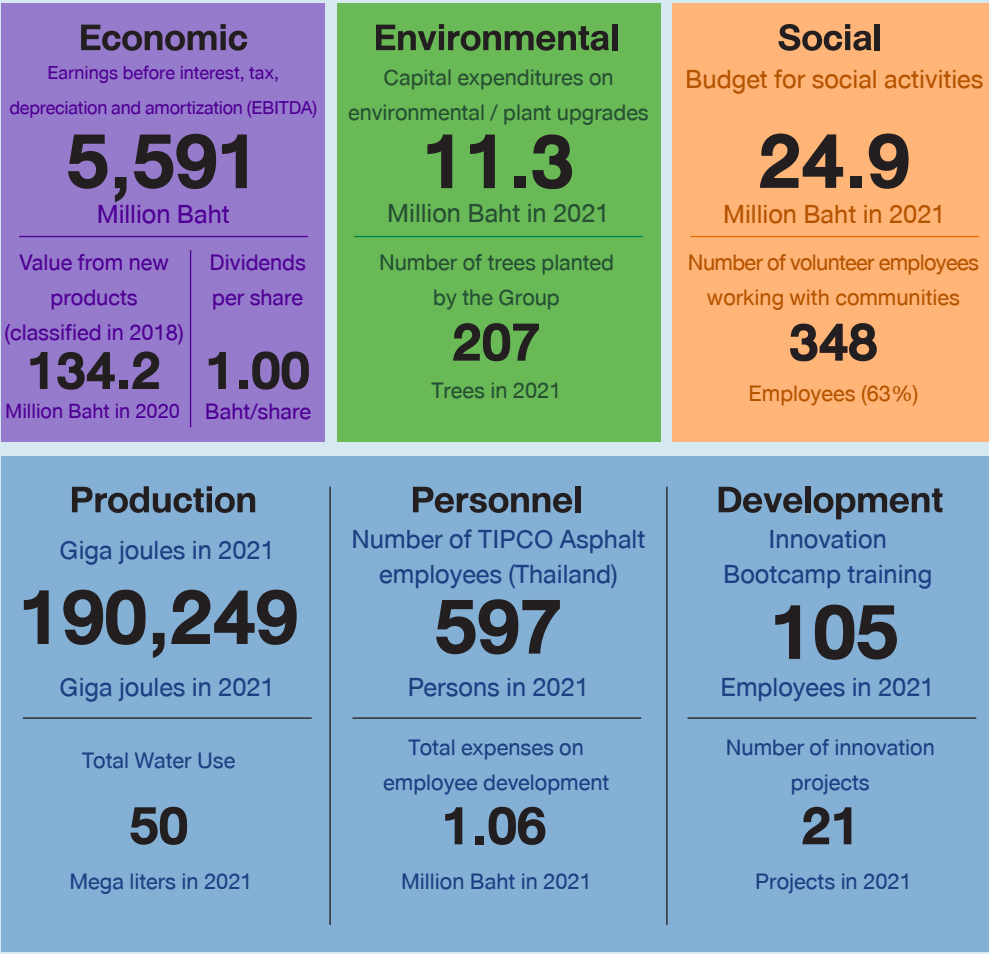 Economic
Earnings before interest, tax,
depreciation and amortization (EBITDA)
5,591
Million Baht
Value from new
products
(classified in 2018)
134.2
Million Baht in 2020
Dividends
per share
1.00
Baht/share
Environmental
Capital expenditures on
environmental / plant upgrades
11.3
Million Baht in 2021
Number of trees planted
by the Group
207
Trees in 2021
Social
Budget for social activities
24.9
Million Baht in 2021
Number of volunteer employees
working with communities
348
Employees (63%)
Production
Giga joules in 2021
190,249
Giga joules in 2021
Total Water Use
50
Mega liters in 2021
Personnel
Number of TIPCO Asphalt
employees (Thailand)
597
Persons in 2021
Total expenses on
employee development
1.06
Million Baht in 2021
Development
Innovation
Bootcamp training
105
Employees in 2021
Number of innovation
projects
21
Projects in 2021